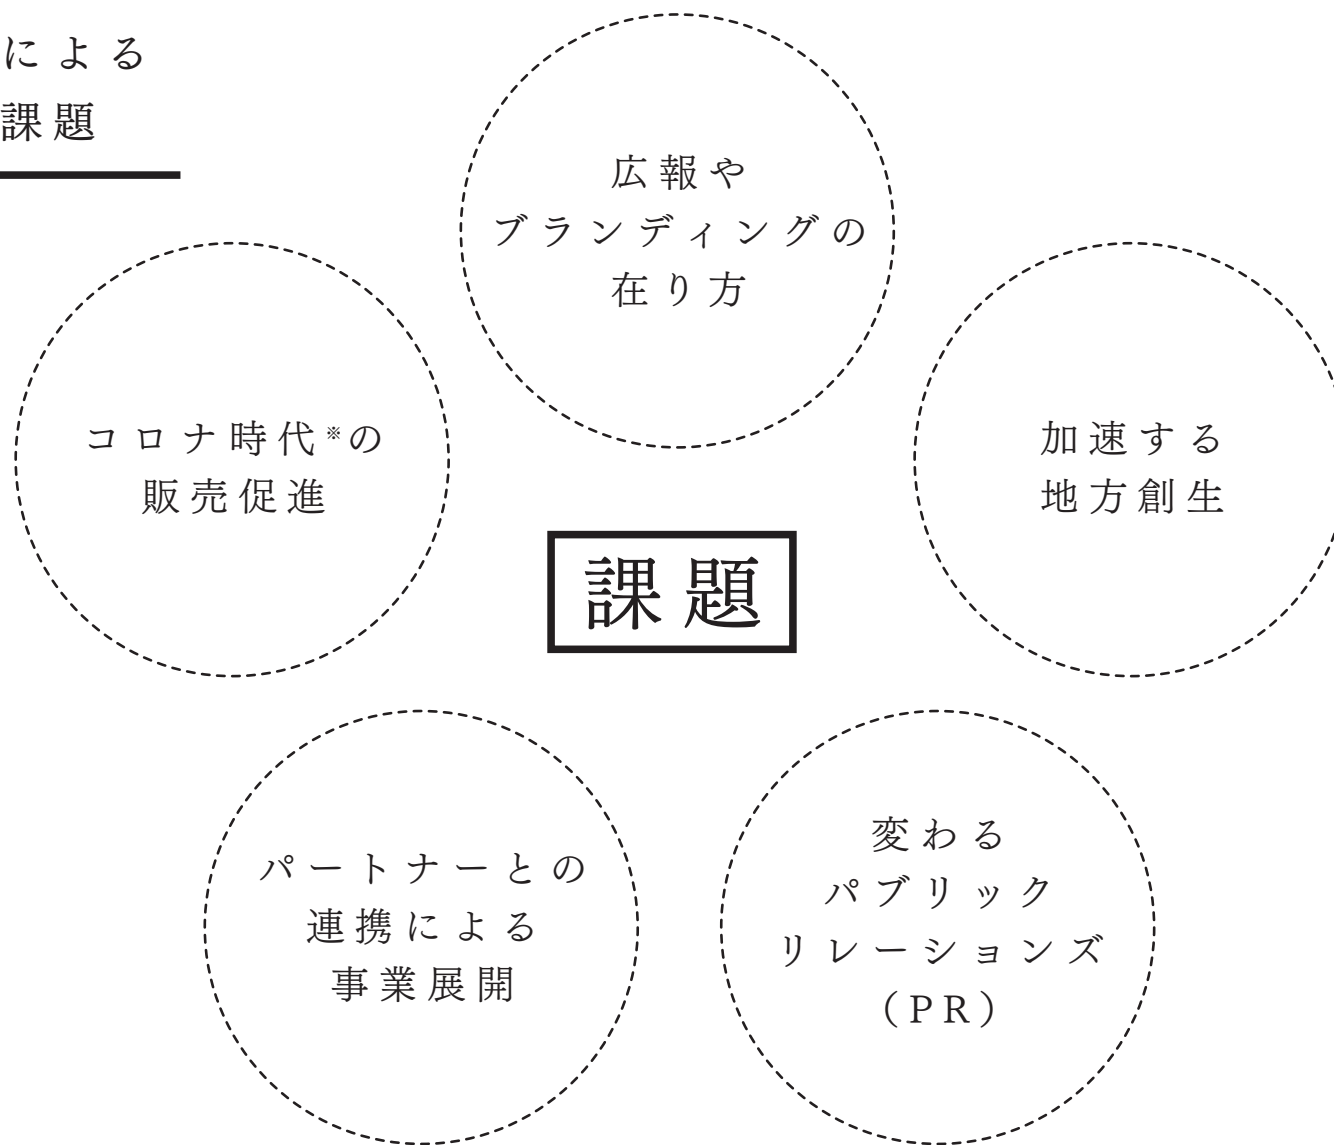 による
課題
広報や
ブランディングの
在り方
コロナ時代※の
販売促進
加速する
地方創生
課題
パートナーとの
連携による
事業展開
変わる
パブリック
リレーションズ
(PR)